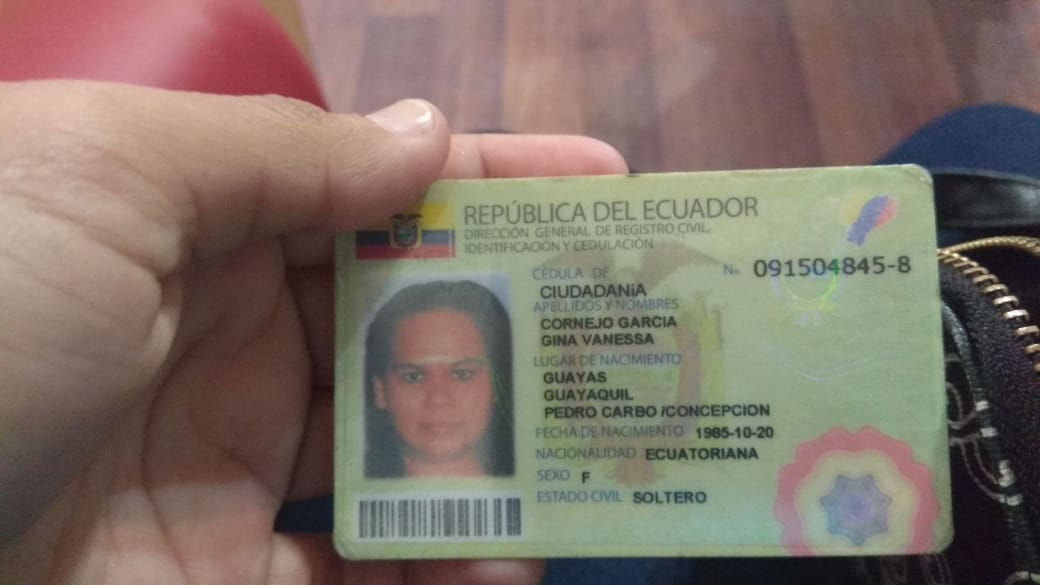 REPÚBLICA DEL ECUADOR
DIRECCIÓN GENERAL DE REGISTRO CIVIL,
IDENTIFICACIÓN Y CEDULACIÓN
CÉDULA DE No. 091504845-8
CIUDADANíA
APELLIDOS Y NOMBRES
CORNEJO GARCIA
GINA VANESSA
LUGAR DE NACIMIENTO
GUAYAS
GUAYAQUIL
PEDRO CARBO /CONCEPCION
FECHA DE NACIMIENTO 1985-10-20
NACIONALIDAD ECUATORIANA
SEXO F
ESTADO CIVIL SOLTERO